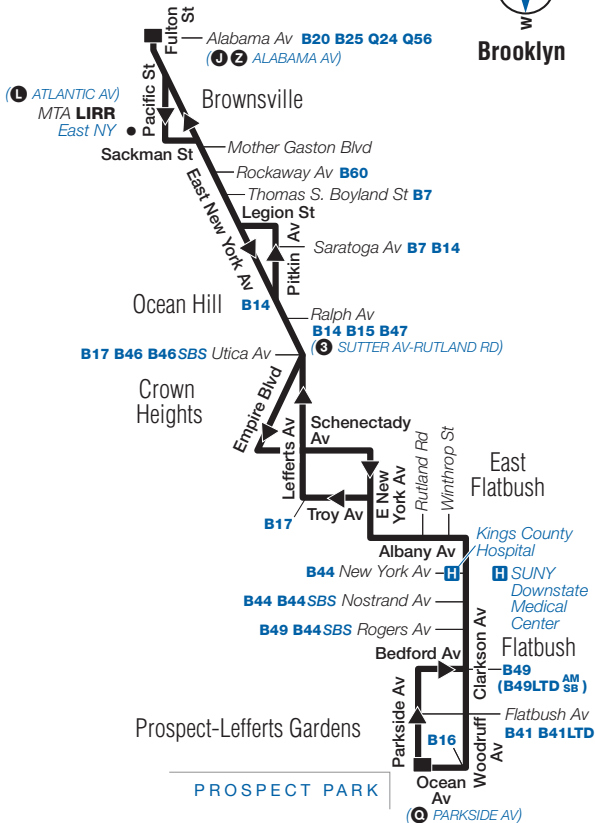 W
Brooklyn
Fulton
St
Alabama Av B20 B25 Q24 Q56
(J Z ALABAMA AV)
(L ATLANTIC AV)
MTA LIRR
East NY
Pacific St
Brownsville
Sackman St
Mother Gaston Blvd
Rockaway Av B60
Thomas S. Boyland St B7
East New York Av
Legion St
Pitkin Av
Saratoga Av B7 B14
Ocean Hill
B14
Ralph Av
B14 B15 B47
(3 SUTTER AV-RUTLAND RD)
B17 B46 B46SBS Utica Av
Crown
Heights
Empire Blvd
Lefferts Av
Schenectady
Av
E New
York Av
Rutland Rd
Winthrop St
East
Flatbush
B17
Troy Av
Albany Av
Kings County
Hospital
B44 New York Av
H
H SUNY
Downstate
Medical
Center
B44 B44SBS Nostrand Av
B49 B44SBS Rogers Av
Clarkson Av
Flatbush
Bedford Av
B49
(B49LTD AM SB)
Parkside Av
Flatbush Av
B41 B41LTD
Prospect-Lefferts Gardens
B16
Woodruff
Av
PROSPECT PARK
Ocean
Av
(Q PARKSIDE AV)